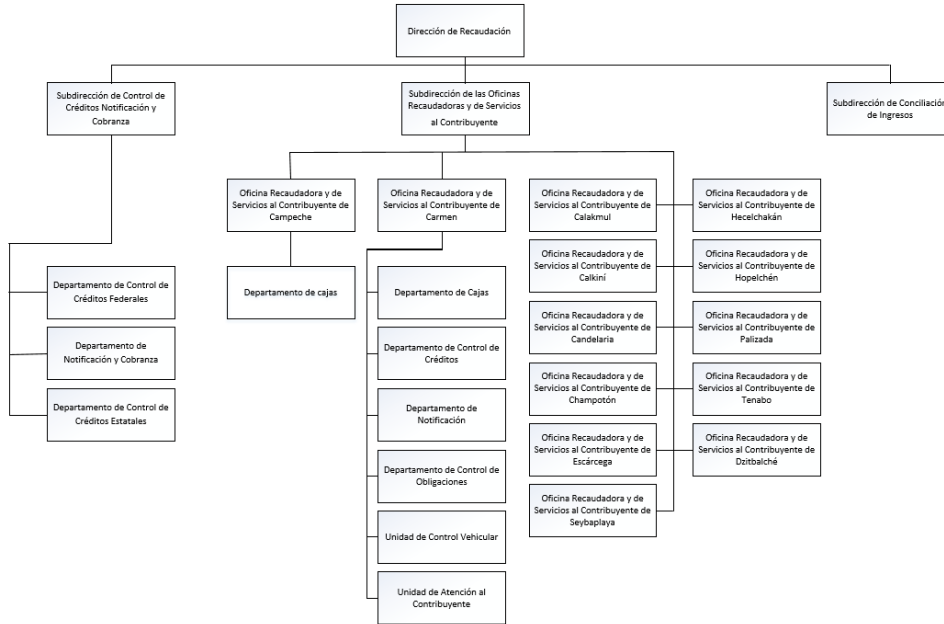 Dirección de Recaudación
Subdirección de Control de
Créditos Notificación y
Cobranza
Subdirección de las Oficinas
Recaudadoras y de Servicios
al Contribuyente
Subdirección de Conciliación
de Ingresos
Oficina Recaudadora y de
Servicios al Contribuyente de
Campeche
Departamento de cajas
Oficina Recaudadora y de
Servicios al Contribuyente de
Carmen
Departamento de Cajas
Departamento de Control de
Créditos
Departamento de
Notificación
Departamento de Control de
Obligaciones
Unidad de Control Vehicular
Unidad de Atención al
Contribuyente
Oficina Recaudadora y de
Servicios al Contribuyente de
Calakmul
Oficina Recaudadora y de
Servicios al Contribuyente de
Hecelchakán
Oficina Recaudadora y de
Servicios al Contribuyente de
Calkiní
Oficina Recaudadora y de
Servicios al Contribuyente de
Hopelchén
Oficina Recaudadora y de
Servicios al Contribuyente de
Candelaria
Oficina Recaudadora y de
Servicios al Contribuyente de
Palizada
Oficina Recaudadora y de
Servicios al Contribuyente de
Champotón
Oficina Recaudadora y de
Servicios al Contribuyente de
Tenabo
Oficina Recaudadora y de
Servicios al Contribuyente de
Escárcega
Oficina Recaudadora y de
Servicios al Contribuyente de
Dzitbalché
Oficina Recaudadora y de
Servicios al Contribuyente de
Seybaplaya
Departamento de Control de
Créditos Federales
Departamento de
Notificación y Cobranza
Departamento de Control de
Créditos Estatales